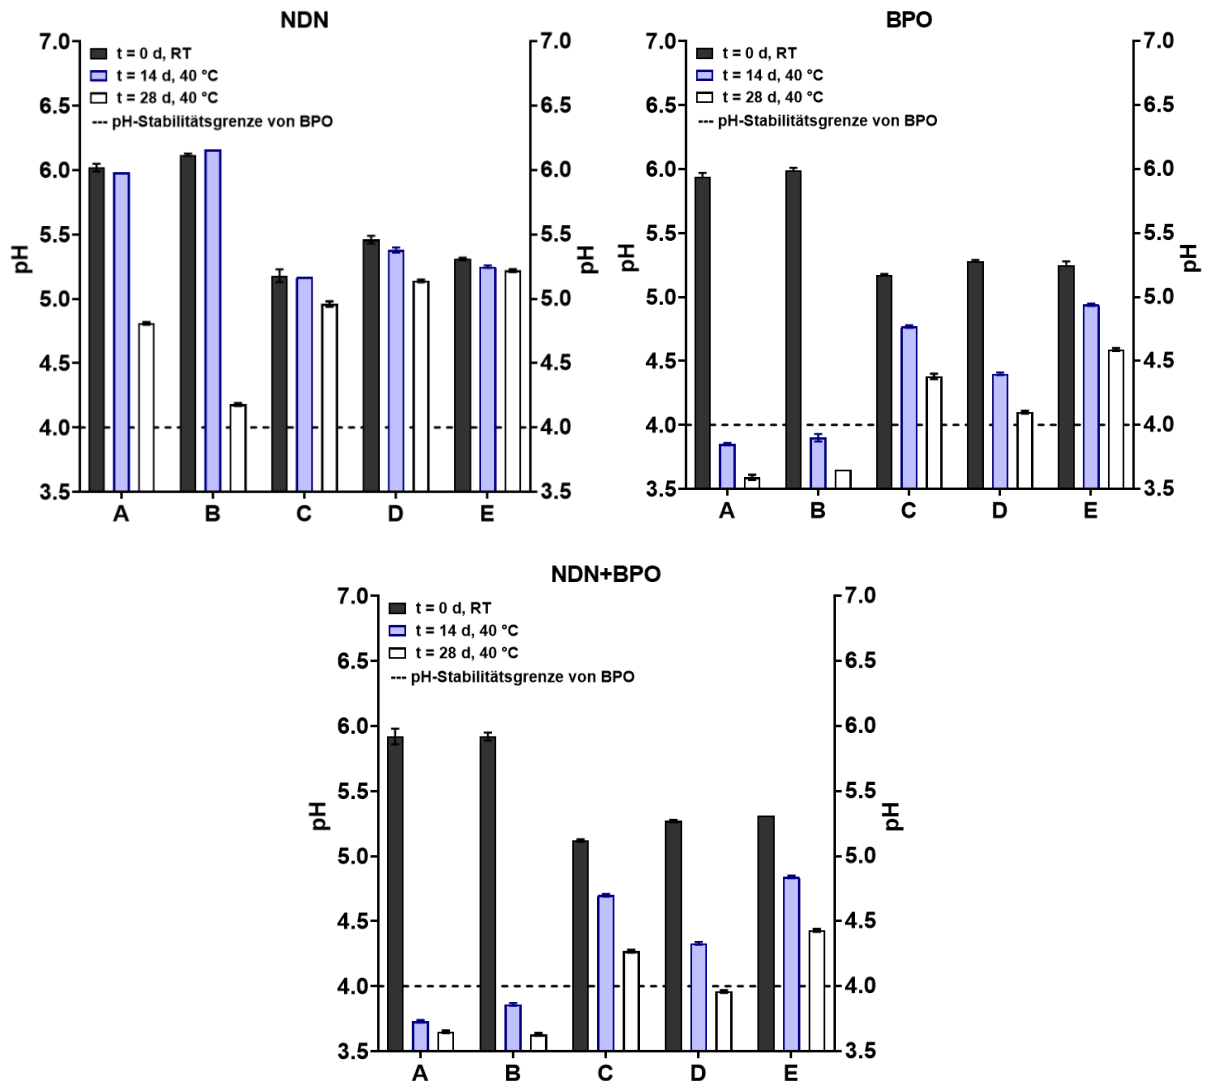 NDN
t = 0 d, RT
t = 14 d, 40 °C
t = 28 d, 40 °C
--- pH-Stabilitätsgrenze von BPO
7.0
6.5
6.0
5.5
5.0
4.5
4.0
3.5
pH
7.0
6.5
6.0
5.5
5.0
4.5
4.0
3.5
pH
A B C D E
BPO
t = 0 d, RT
t = 14 d, 40 °C
t = 28 d, 40 °C
--- pH-Stabilitätsgrenze von BPO
7.0
6.5
6.0
5.5
5.0
4.5
4.0
3.5
pH
7.0
6.5
6.0
5.5
5.0
4.5
4.0
3.5
pH
A B C D E
NDN+BPO
t = 0 d, RT
t = 14 d, 40 °C
t = 28 d, 40 °C
--- pH-Stabilitätsgrenze von BPO
7.0
6.5
6.0
5.5
5.0
4.5
4.0
3.5
pH
7.0
6.5
6.0
5.5
5.0
4.5
4.0
3.5
pH
A B C D E